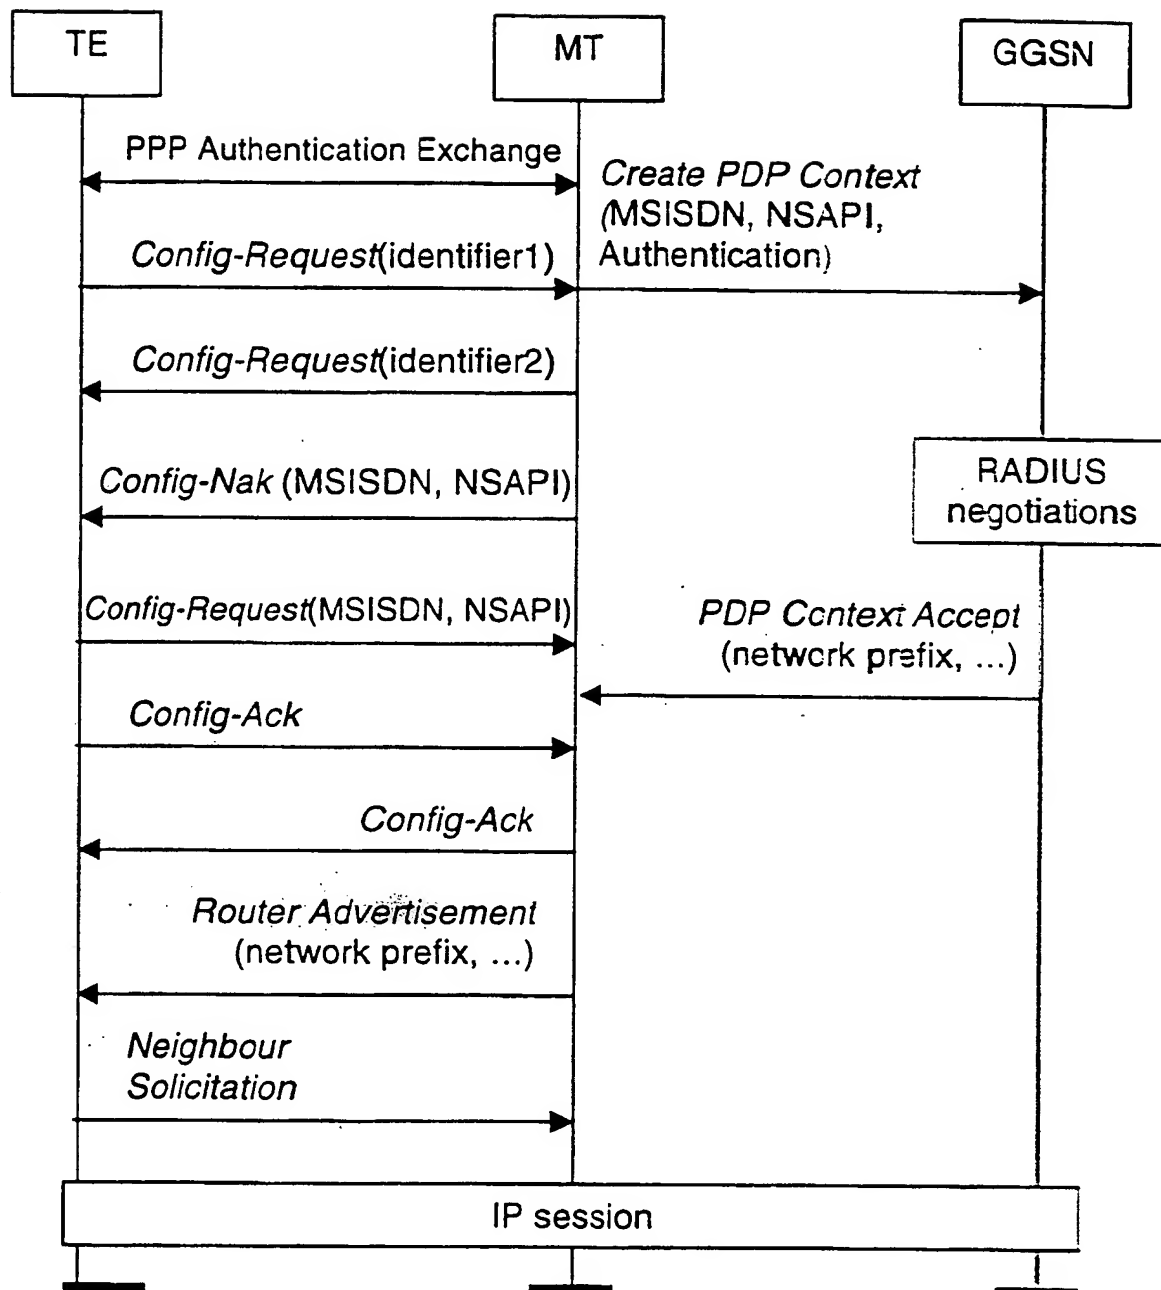 TE
MT
GGSN
PPP Authentication Exchange
Create PDP Context
(MSISDN, NSAPI,
Authentication)
Config-Request(identifier1)
Config-Request(identifier2)
Config-Nak (MSISDN, NSAPI)
RADIUS
negotiations
Config-Request(MSISDN, NSAPI)
PDP Context Accept
(network prefix, ...)
Config-Ack
Config-Ack
Router Advertisement
(network prefix, ...)
Neighbour
Solicitation
IP session